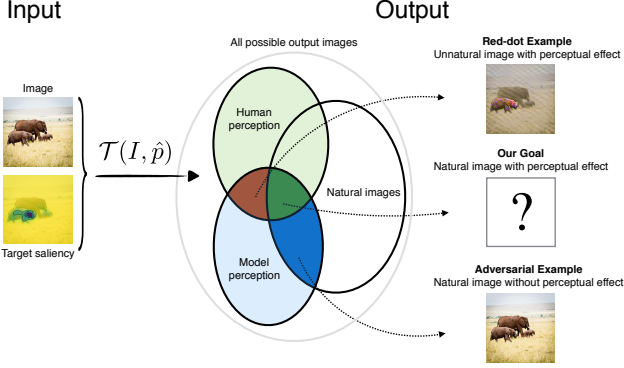 Input
Output
Image
Target saliency
𝒯(I, p̂)
All possible output images
Human
perception
Natural images
Model
perception
Red-dot Example
Unnatural image with perceptual effect
Our Goal
Natural image with perceptual effect
?
Adversarial Example
Natural image without perceptual effect